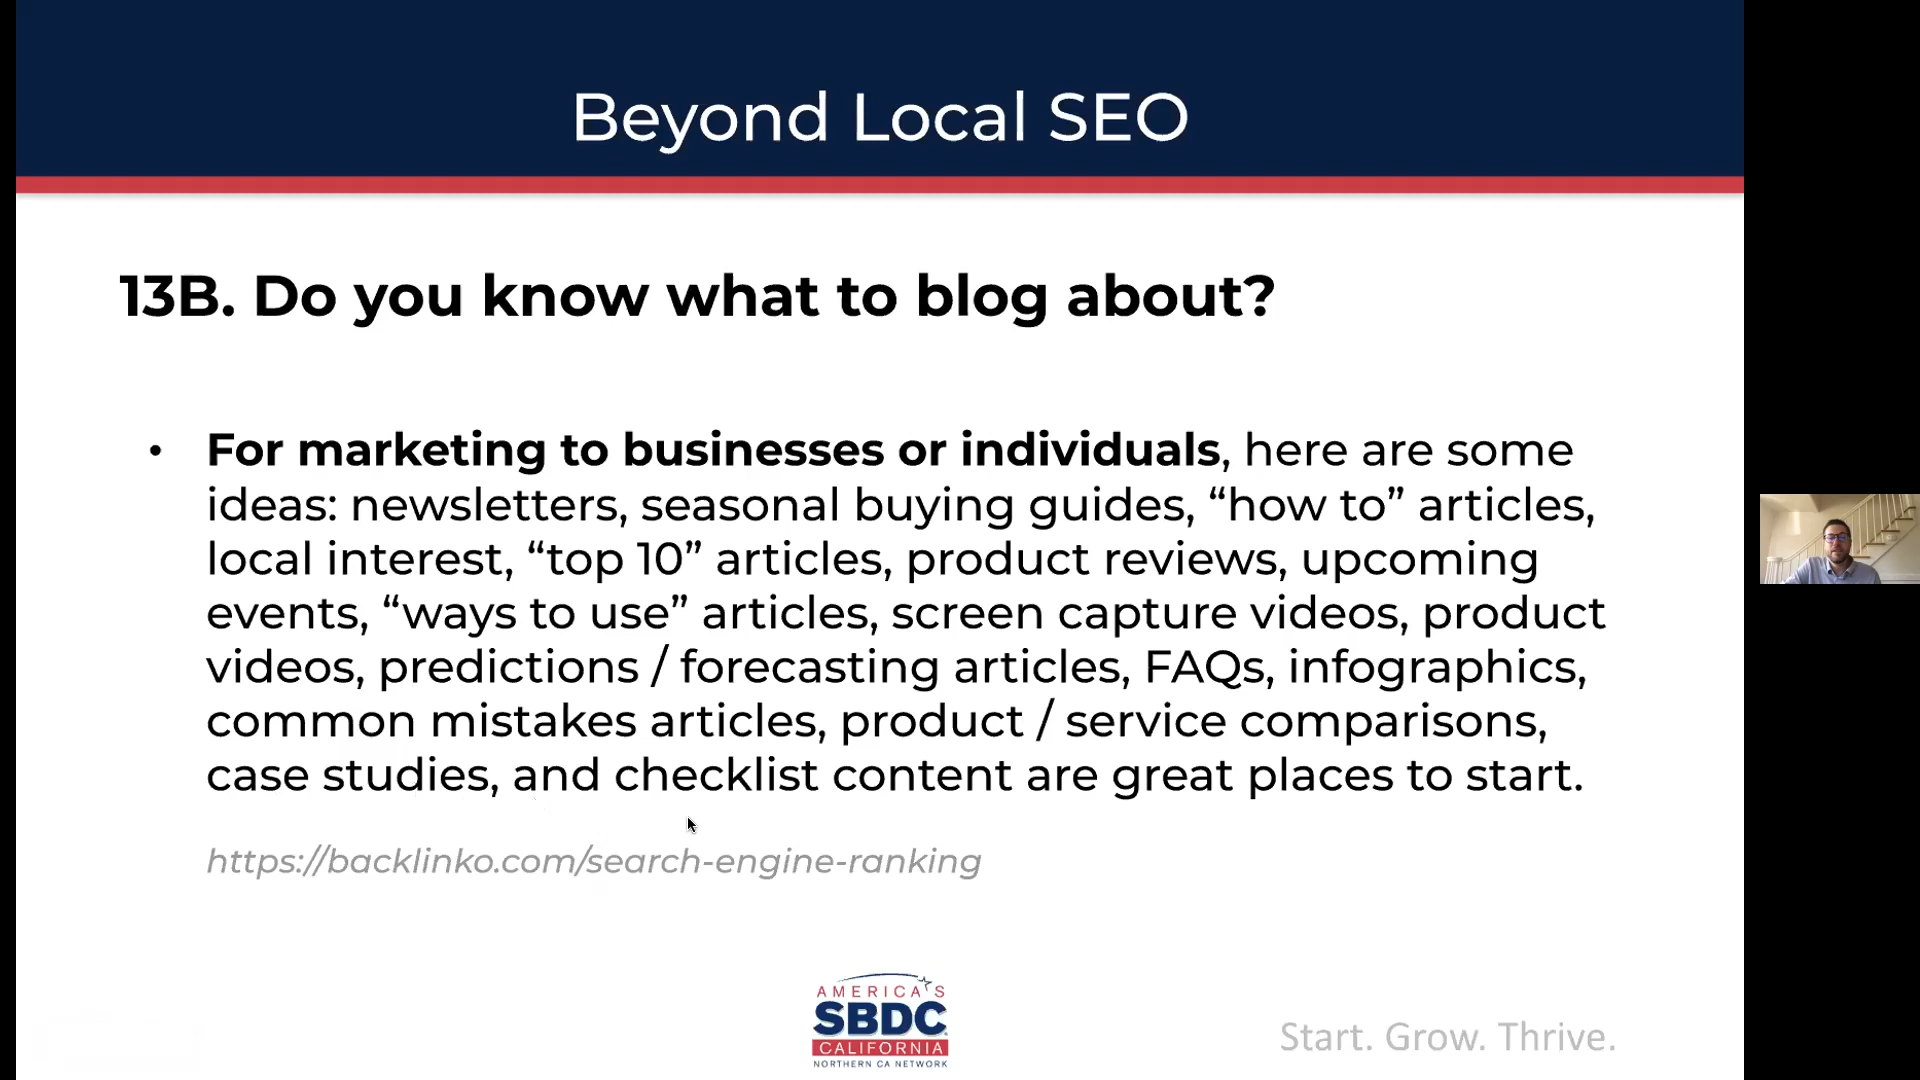 Beyond Local SEO
13B. Do you know what to blog about?
• For marketing to businesses or individuals, here are some
ideas: newsletters, seasonal buying guides, “how to” articles,
local interest, “top 10” articles, product reviews, upcoming
events, “ways to use” articles, screen capture videos, product
videos, predictions / forecasting articles, FAQs, infographics,
common mistakes articles, product / service comparisons,
case studies, and checklist content are great places to start.
https://backlinko.com/search-engine-ranking
AMERICA'S
SBDC
CALIFORNIA
NORTHERN CA NETWORK
Start. Grow. Thrive.